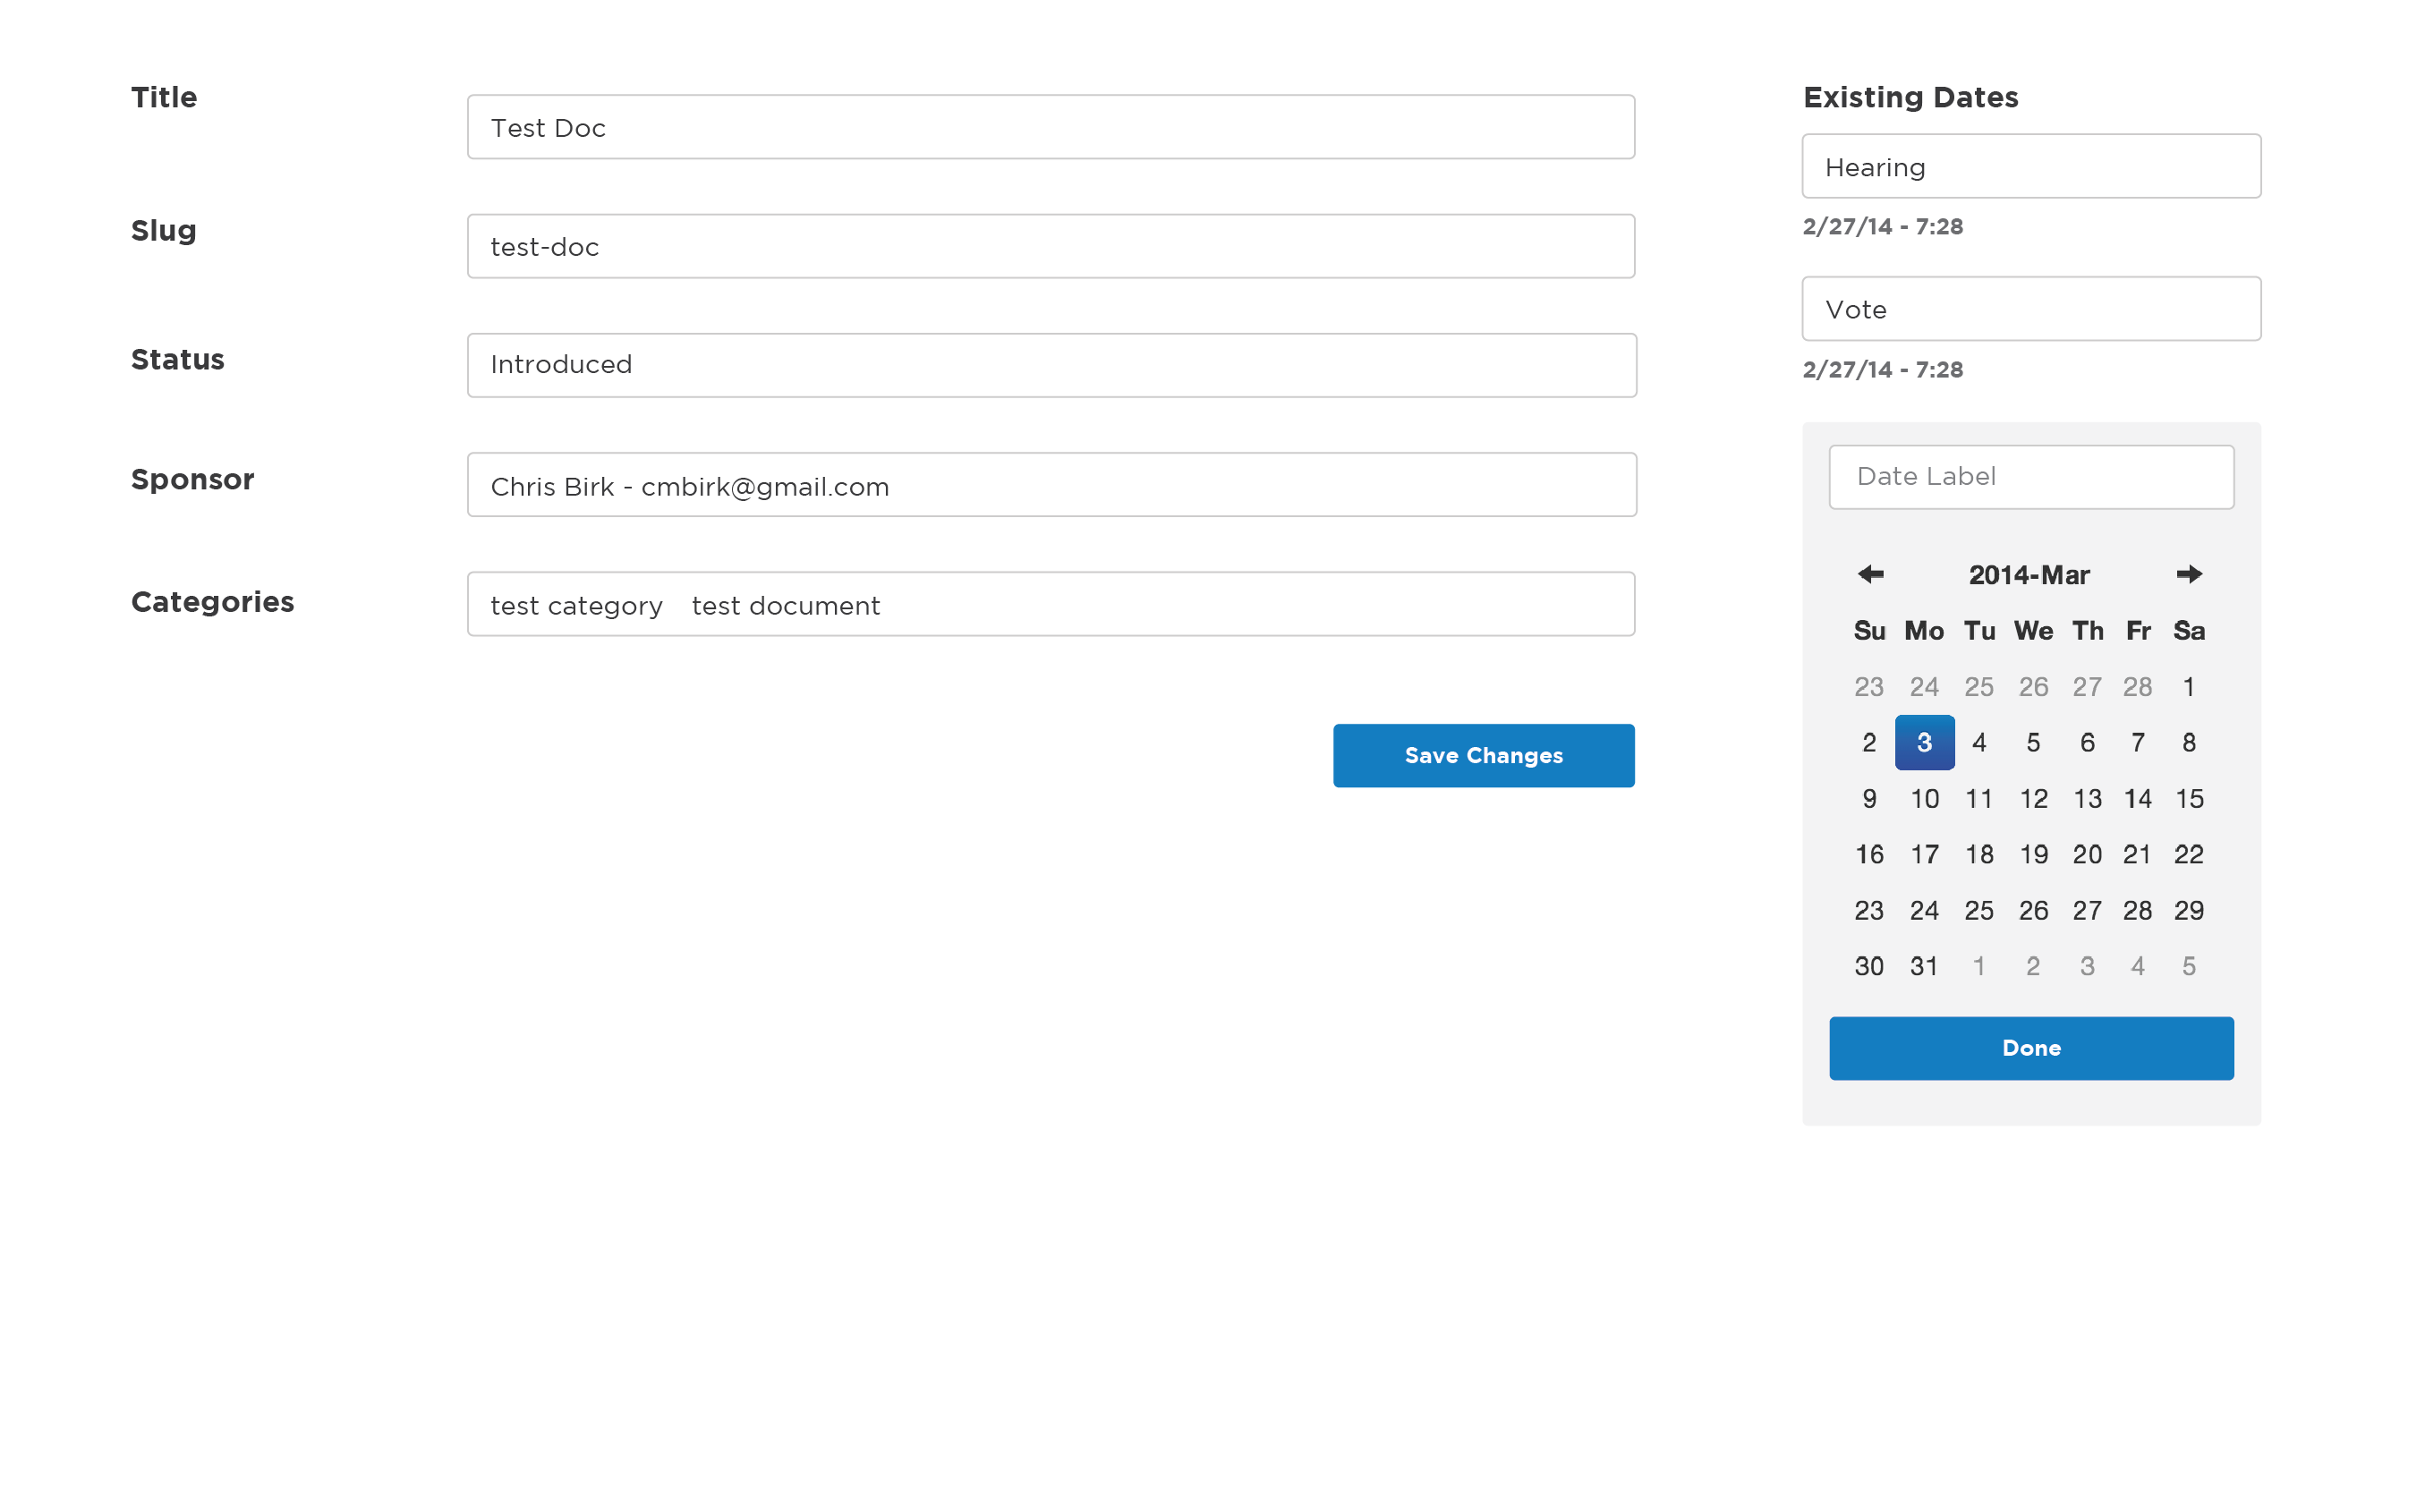 Title
Test Doc
Slug
test-doc
Status
Introduced
Sponsor
Chris Birk - cmbirk@gmail.com
Categories
test category test document
Save Changes
Existing Dates
Hearing
2/27/14 - 7:28
Vote
2/27/14 - 7:28
Date Label
2014-Mar
Su Mo Tu We Th Fr Sa
23 24 25 26 27 28 1
2 3 4 5 6 7 8
9 10 11 12 13 14 15
16 17 18 19 20 21 22
23 24 25 26 27 28 29
30 31 1 2 3 4 5
Done